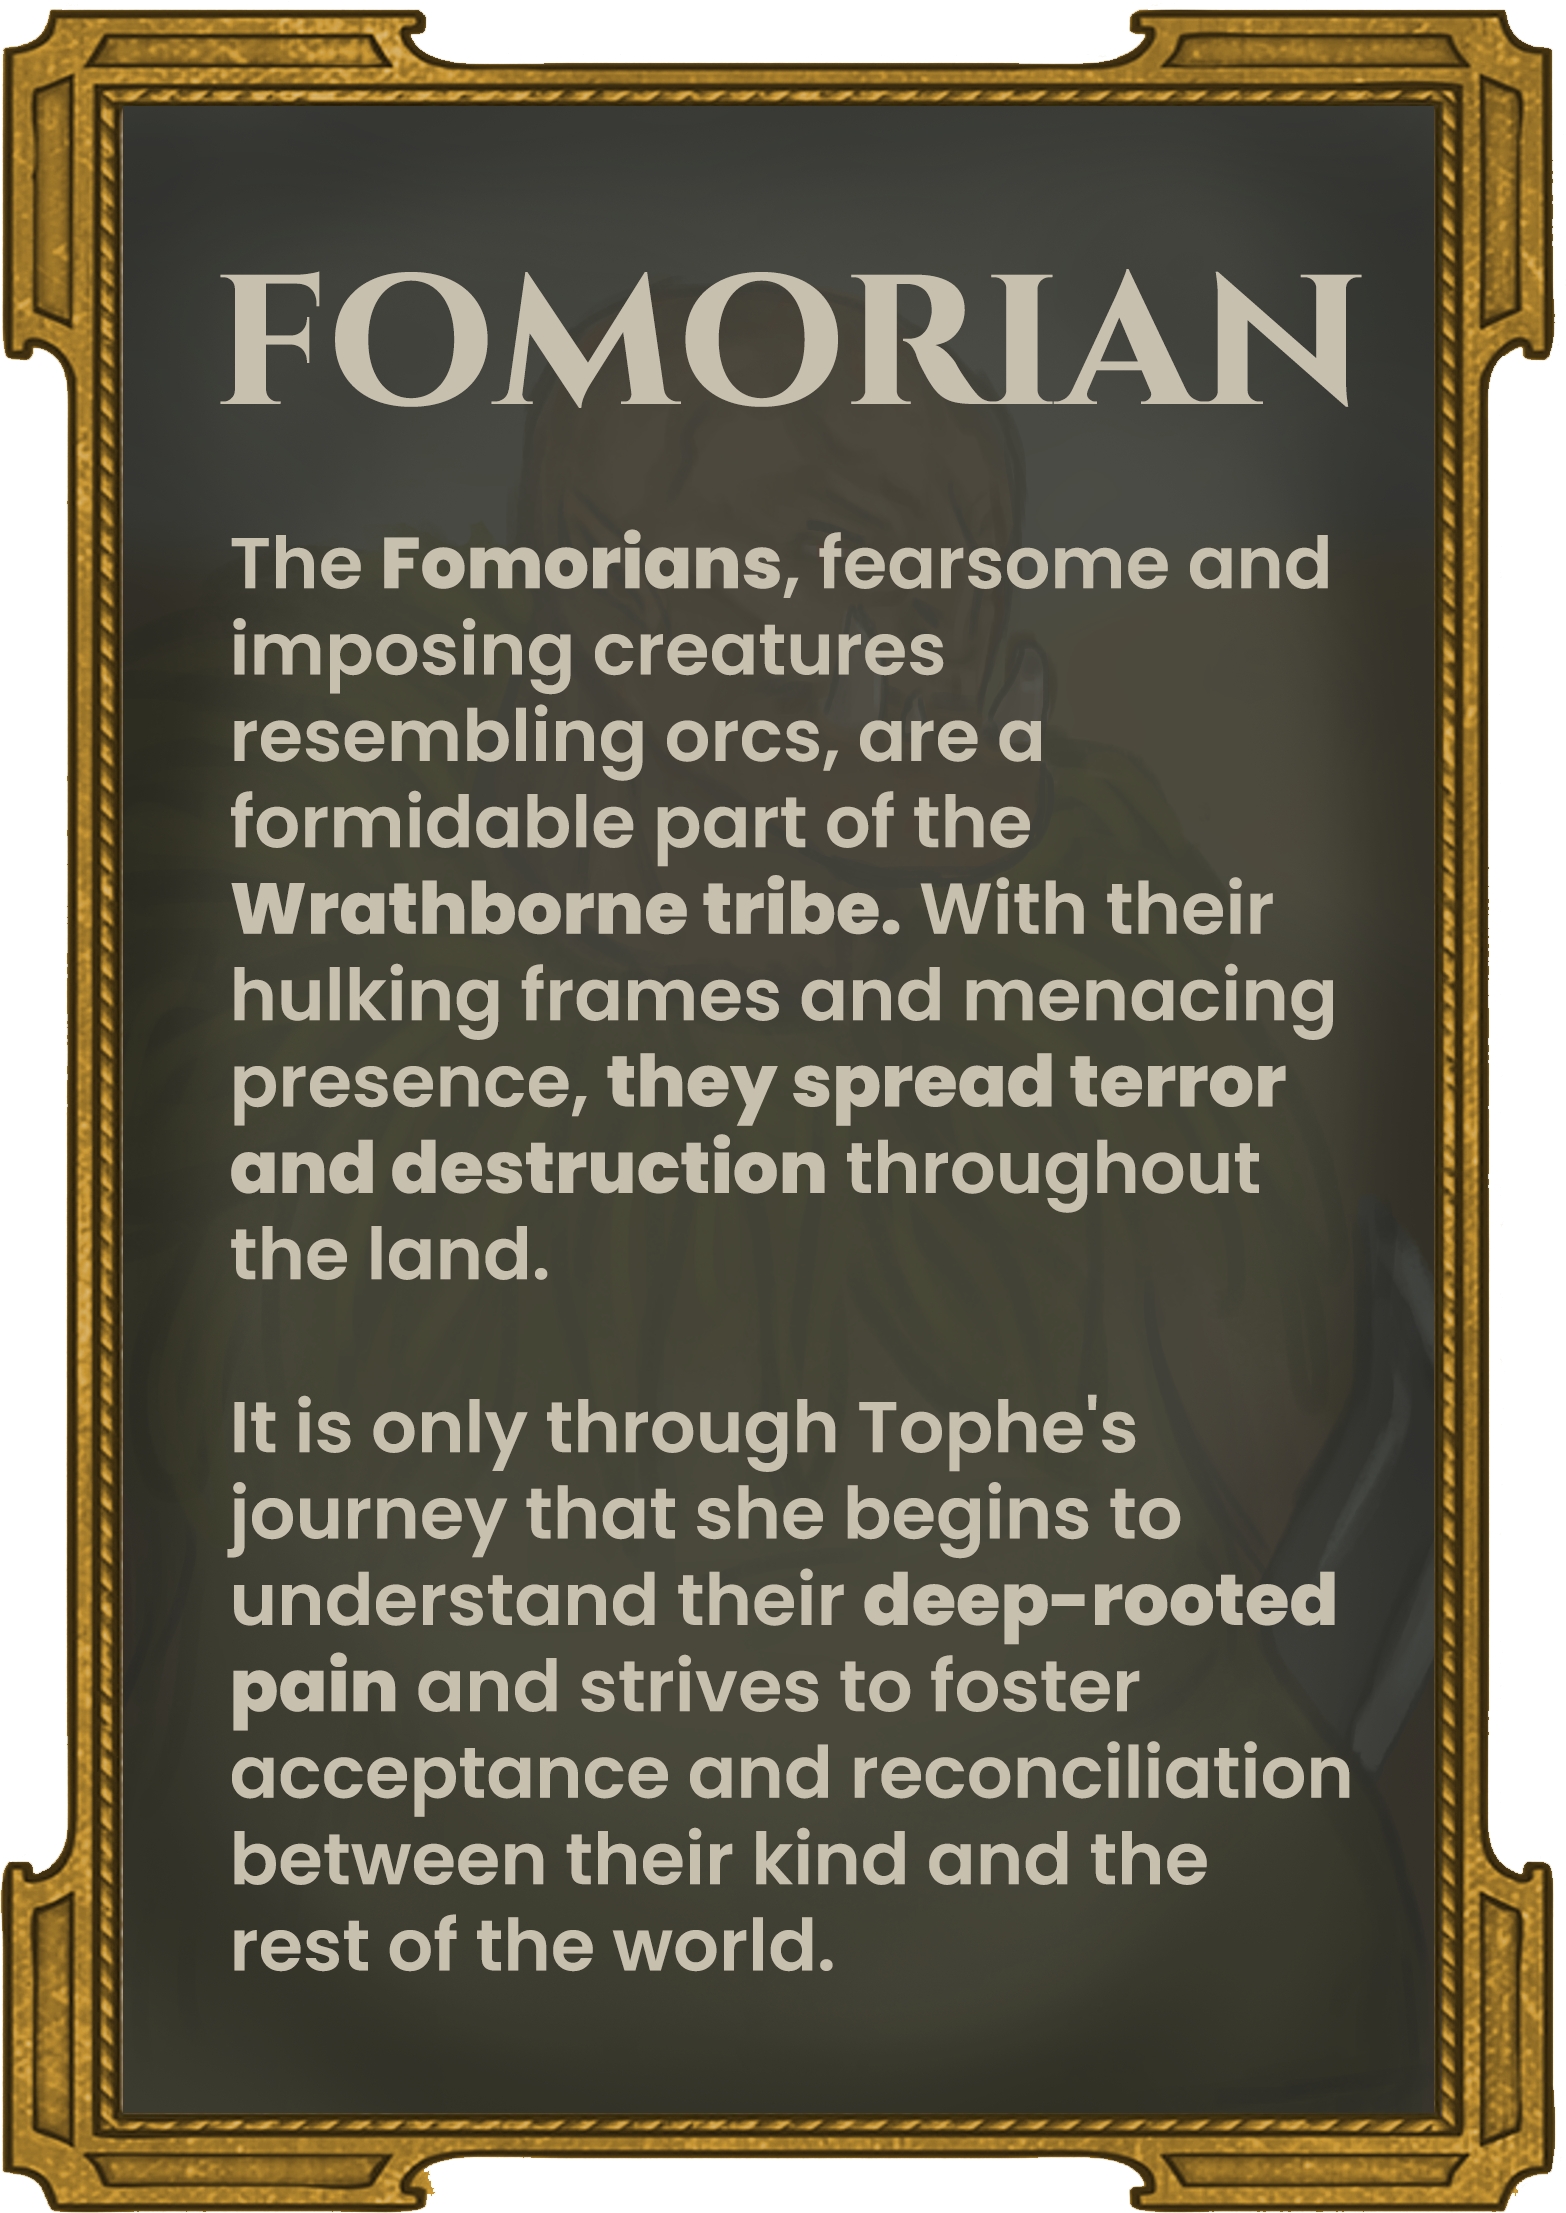 FOMORIAN
The Fomorians, fearsome and
imposing creatures
resembling orcs, are a
formidable part of the
Wrathborne tribe. With their
hulking frames and menacing
presence, they spread terror
and destruction throughout
the land.
It is only through Tophe's
journey that she begins to
understand their deep-rooted
pain and strives to foster
acceptance and reconciliation
between their kind and the
rest of the world.